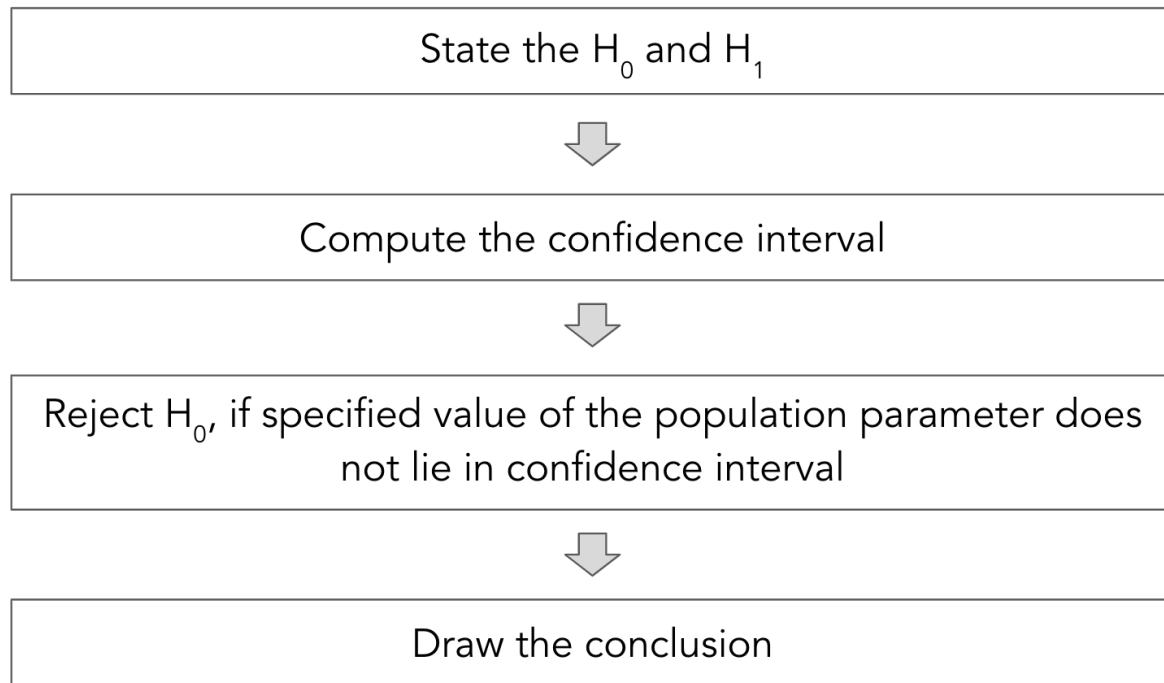 State the H₀ and H₁
Compute the confidence interval
Reject H₀, if specified value of the population parameter does
not lie in confidence interval
Draw the conclusion